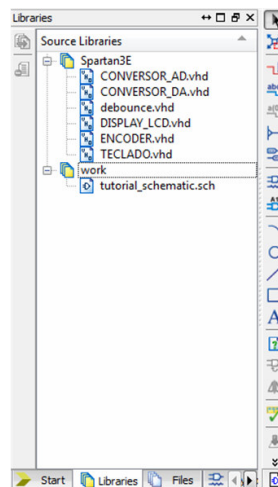 Libraries
Source Libraries
Spartan3E
CONVERSOR_AD.vhd
CONVERSOR_DA.vhd
debounce.vhd
DISPLAY_LCD.vhd
ENCODER.vhd
TECLADO.vhd
work
tutorial_schematic.sch
Start Libraries Files